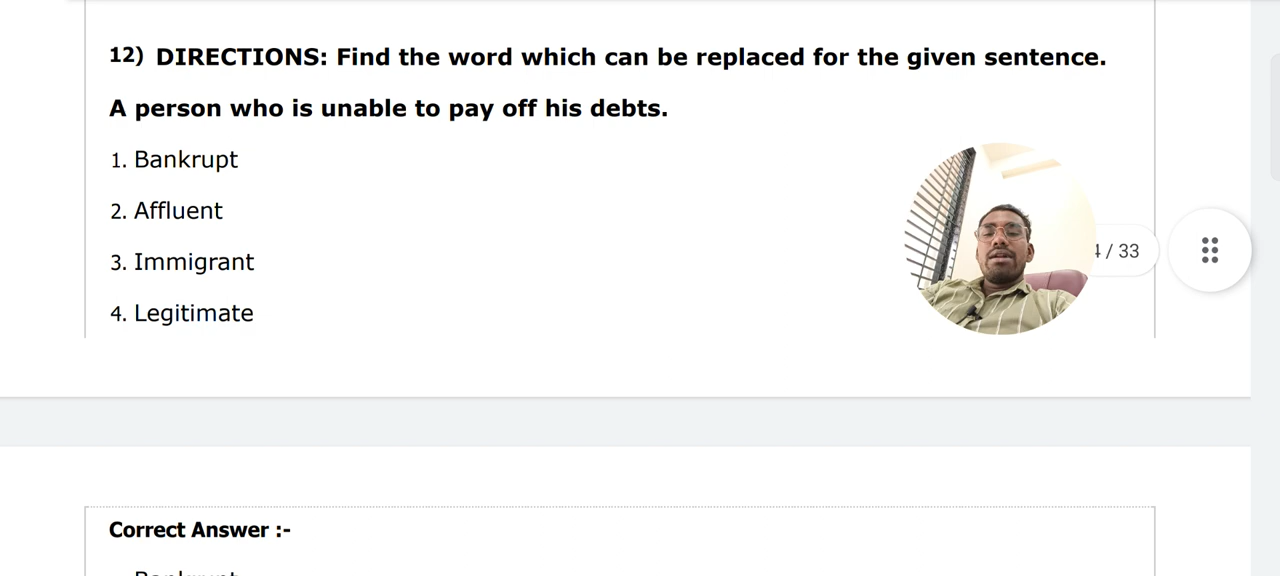 12) DIRECTIONS: Find the word which can be replaced for the given sentence.
A person who is unable to pay off his debts.
1. Bankrupt
2. Affluent
3. Immigrant
4. Legitimate
/ 33
Correct Answer :-